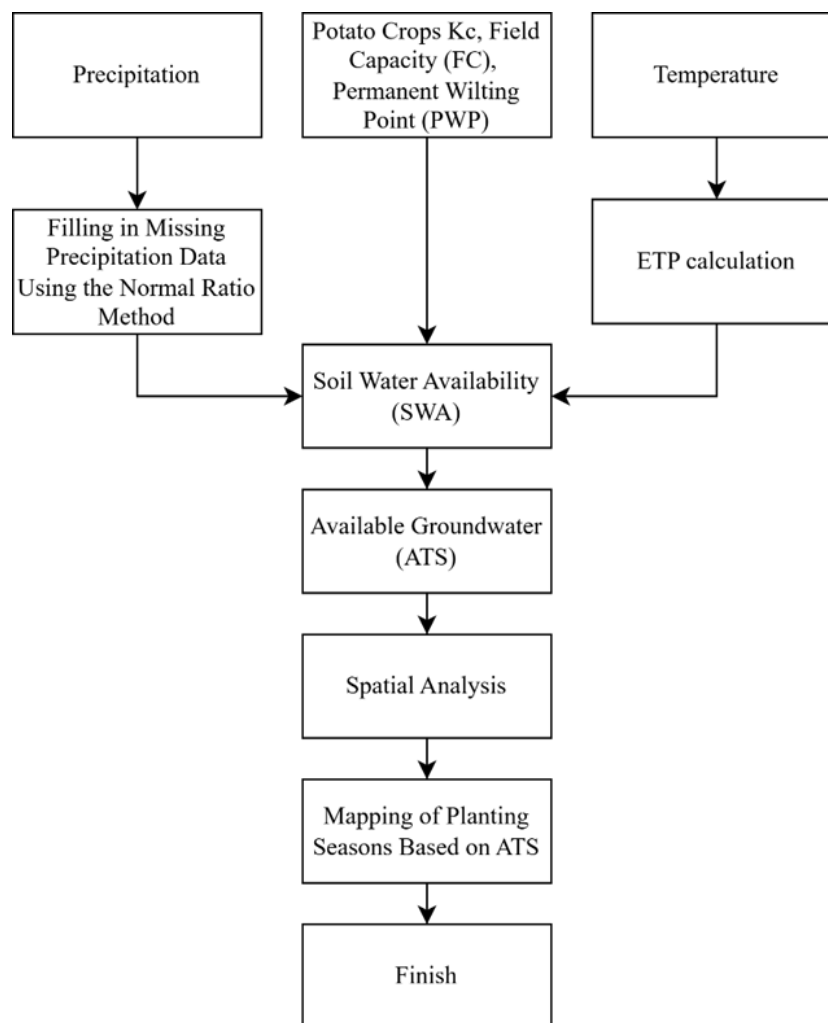 Precipitation
Potato Crops Kc, Field
Capacity (FC),
Permanent Wilting
Point (PWP)
Temperature
Filling in Missing
Precipitation Data
Using the Normal Ratio
Method
ETP calculation
Soil Water Availability
(SWA)
Available Groundwater
(ATS)
Spatial Analysis
Mapping of Planting
Seasons Based on ATS
Finish